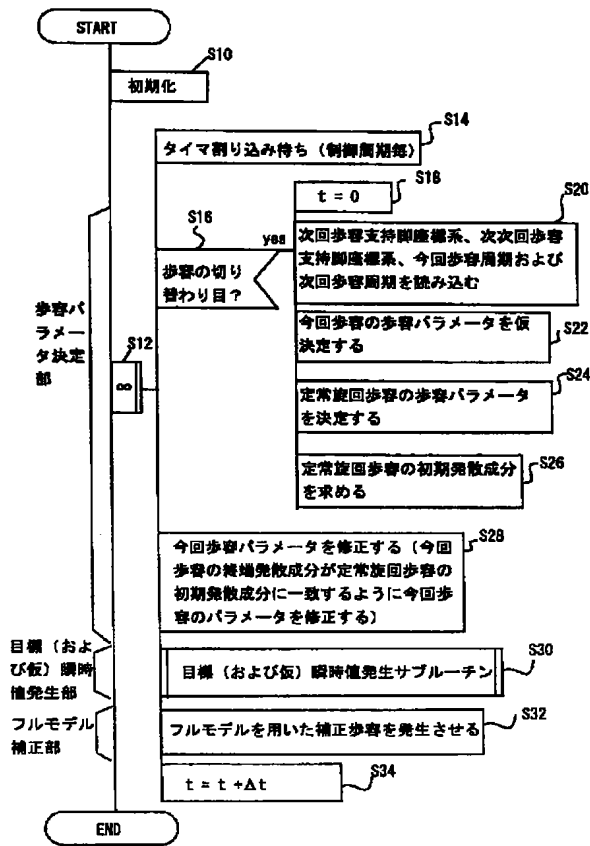 START
S10
初期化
S14
タイマ割り込み待ち（制御周期毎）
S18
t = 0
S16
yes
歩容の切り
替わり目？
S20
次回歩容支持脚座標系、次次回歩容
支持脚座標系、今回歩容周期および
次回歩容周期を読み込む
S22
今回歩容の歩容パラメータを仮
決定する
歩容パ
ラメー
タ決定
部
S12
∞
S24
定常旋回歩容の歩容パラメータ
を決定する
S26
定常旋回歩容の初期発散成分
を求める
S28
今回歩容パラメータを修正する（今回
歩容の終端発散成分が定常旋回歩容の
初期発散成分に一致するように今回歩
容のパラメータを修正する）
目標（およ
び仮）瞬時
値発生部
S30
目標（および仮）瞬時値発生サブルーチン
フルモデル
補正部
S32
フルモデルを用いた補正歩容を発生させる
S34
t = t +Δt
END